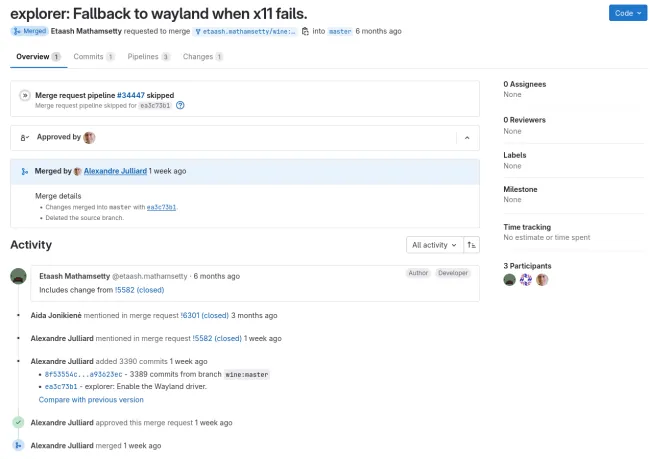 explorer: Fallback to wayland when x11 fails.
Code
Merged Etaash Mathamsetty requested to merge etaash.mathamsetty/wine:… into master 6 months ago
Overview 1 Commits 1 Pipelines 3 Changes 1
Merge request pipeline #34447 skipped
Merge request pipeline skipped for ea3c73b1
Approved by
Merged by Alexandre Julliard 1 week ago
Merge details
Changes merged into master with ea3c73b1.
Deleted the source branch.
Activity
All activity
Etaash Mathamsetty @etaash.mathamsetty · 6 months ago
Author Developer
Includes change from !5582 (closed)
Aida Jonikienė mentioned in merge request !6301 (closed) 3 months ago
Alexandre Julliard mentioned in merge request !5582 (closed) 1 week ago
Alexandre Julliard added 3390 commits 1 week ago
8f53554c...a93623ec - 3389 commits from branch wine:master
ea3c73b1 - explorer: Enable the Wayland driver.
Compare with previous version
Alexandre Julliard approved this merge request 1 week ago
Alexandre Julliard merged 1 week ago
0 Assignees
None
0 Reviewers
None
Labels
None
Milestone
None
Time tracking
No estimate or time spent
3 Participants